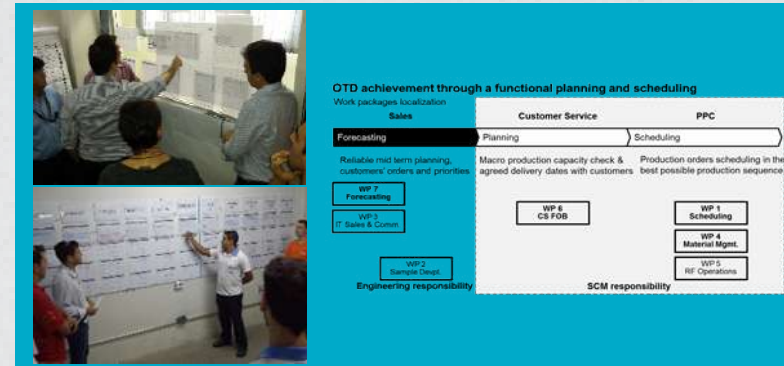 OTD achievement through a functional planning and scheduling
Work packages localization
Sales
Customer Service
PPC
Forecasting
Planning
Scheduling
Reliable mid term planning,
customers' orders and priorities
Macro production capacity check &
agreed delivery dates with customers
Production orders scheduling in the
best possible production sequence
WP 7
Forecasting
WP 3
IT Sales & Comm.
WP 2
Sample Devpl.
WP 6
CS FOB
WP 1
Scheduling
WP 4
Material Mgmt.
WP 5
RF Operations
Engineering responsibility
SCM responsibility